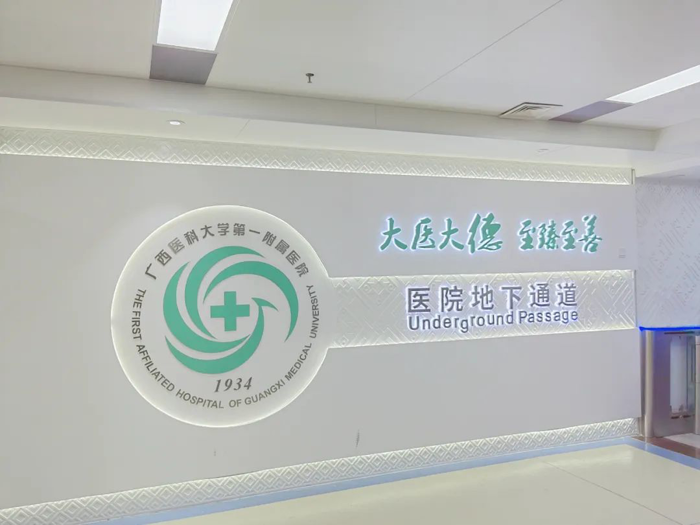 广西医科大学第一附属医院
THE FIRST AFFILIATED HOSPITAL OF GUANGXI MEDICAL UNIVERSITY
1934
大医大德 至臻至善
医院地下通道
Underground Passage